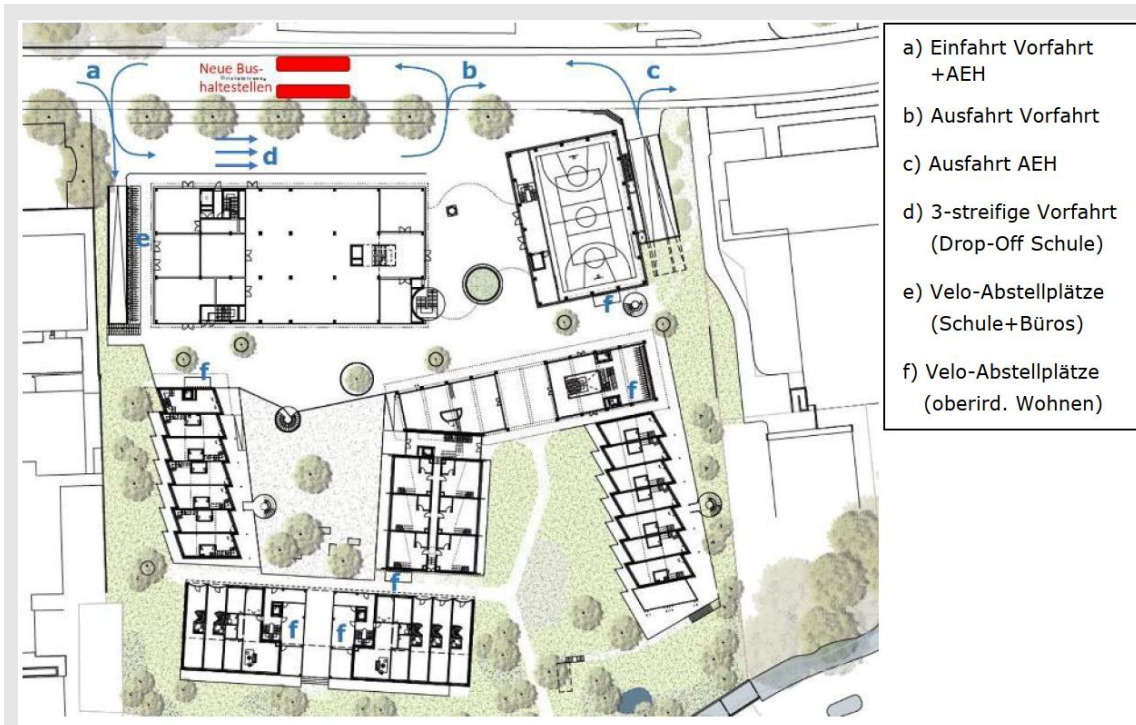 a
Neue Bus-
haltestellen
b
c
d
e
f
f
f
f
f
f
a) Einfahrt Vorfahrt
+AEH
b) Ausfahrt Vorfahrt
c) Ausfahrt AEH
d) 3-streifige Vorfahrt
(Drop-Off Schule)
e) Velo-Abstellplätze
(Schule+Büros)
f) Velo-Abstellplätze
(oberird. Wohnen)